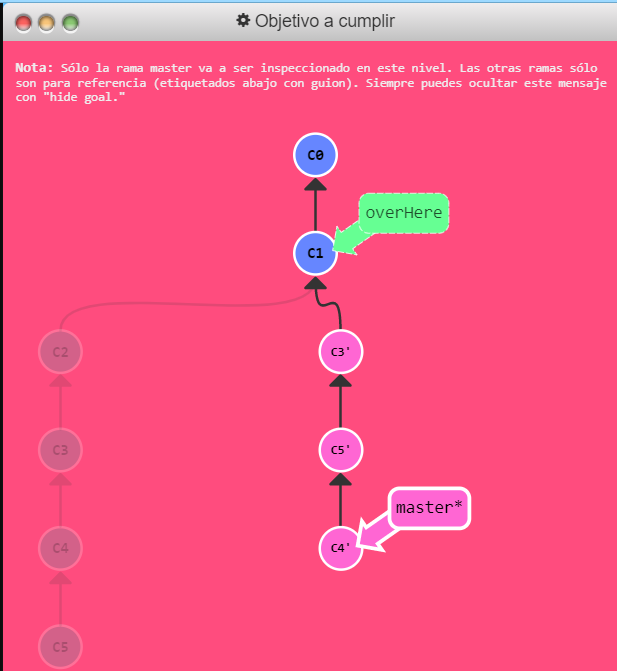 Objetivo a cumplir
Nota: Sólo la rama master va a ser inspeccionado en este nivel. Las otras ramas sólo
son para referencia (etiquetados abajo con guion). Siempre puedes ocultar este mensaje
con "hide goal."
C0
overHere
C1
C2
C3'
C3
C5'
master*
C4
C4'
C5